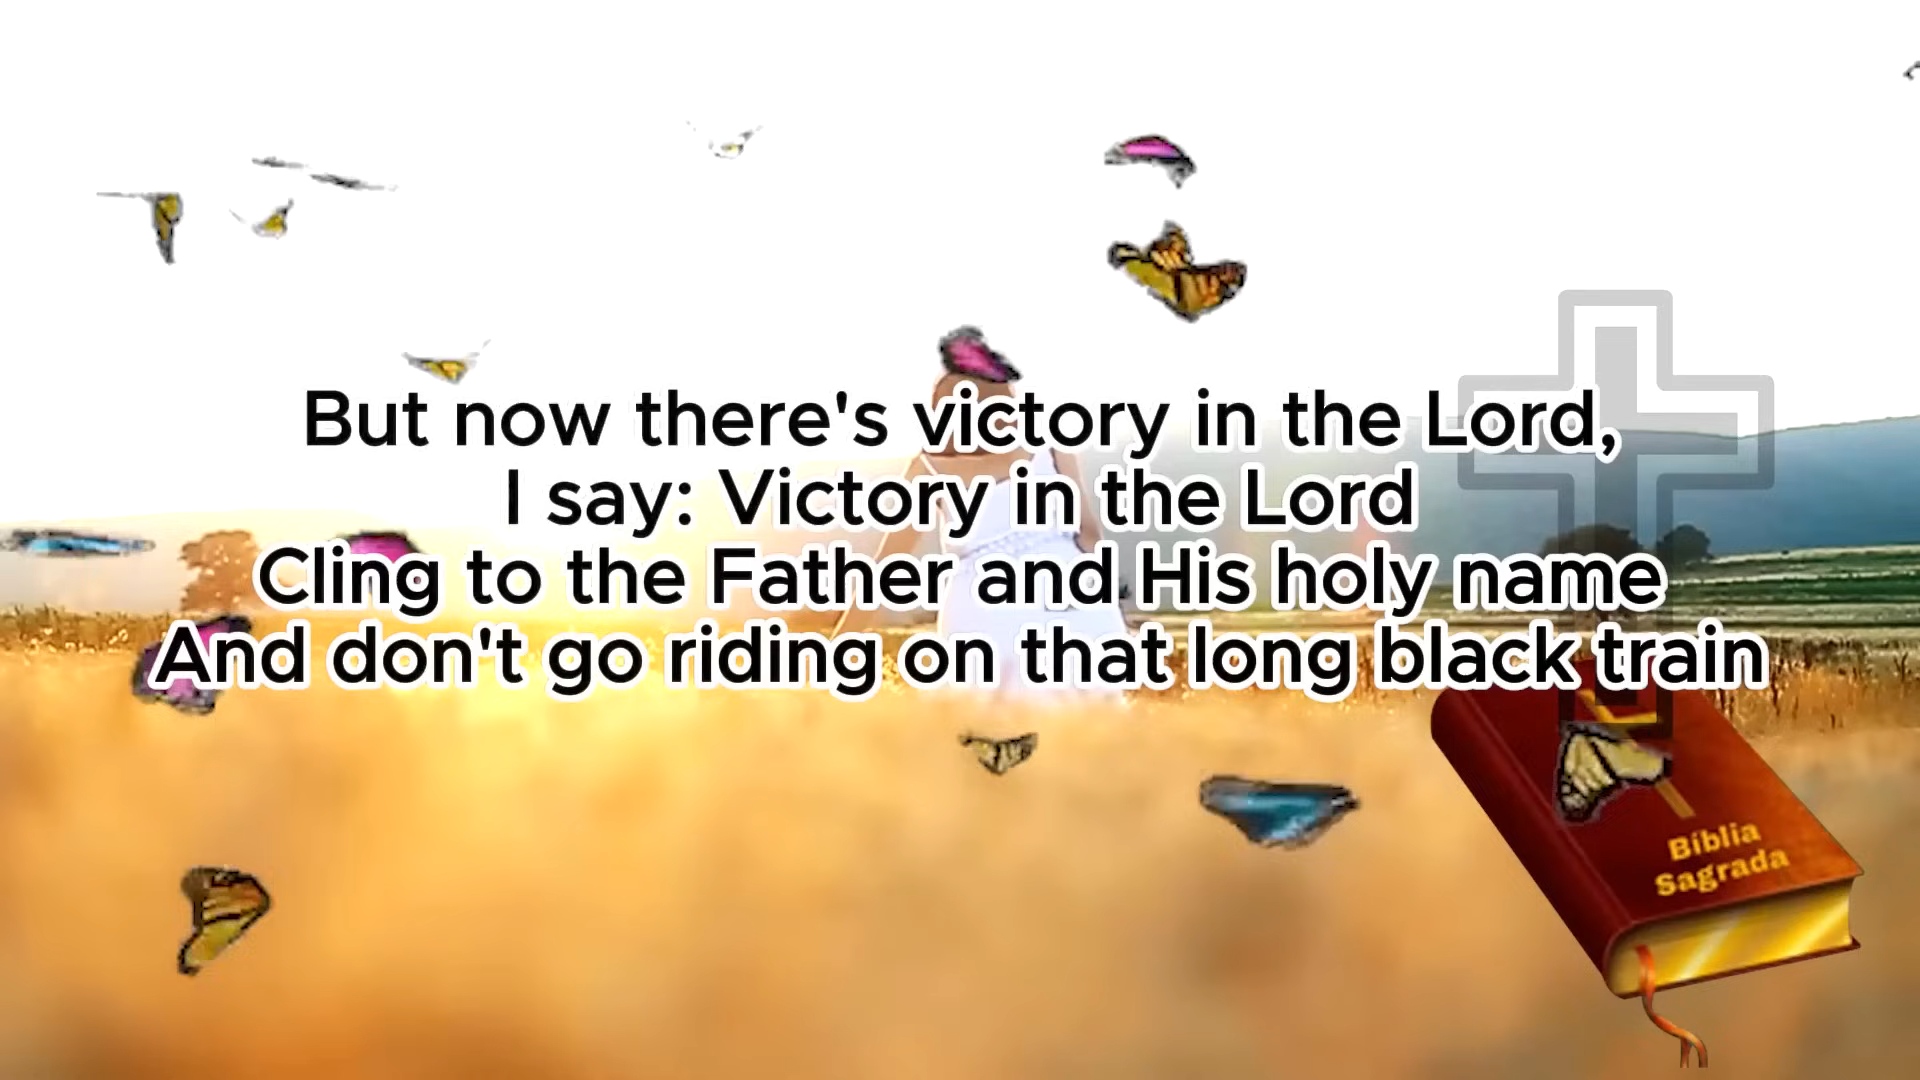 But now there's victory in the Lord,
I say: Victory in the Lord
Cling to the Father and His holy name
And don't go riding on that long black train
Bíblia
Sagrada